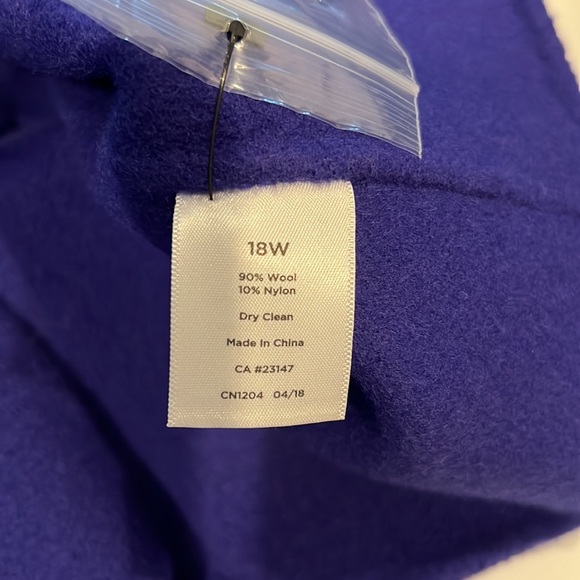 18W
90% Wool
10% Nylon
Dry Clean
Made In China
CA #23147
CN1204 04/18